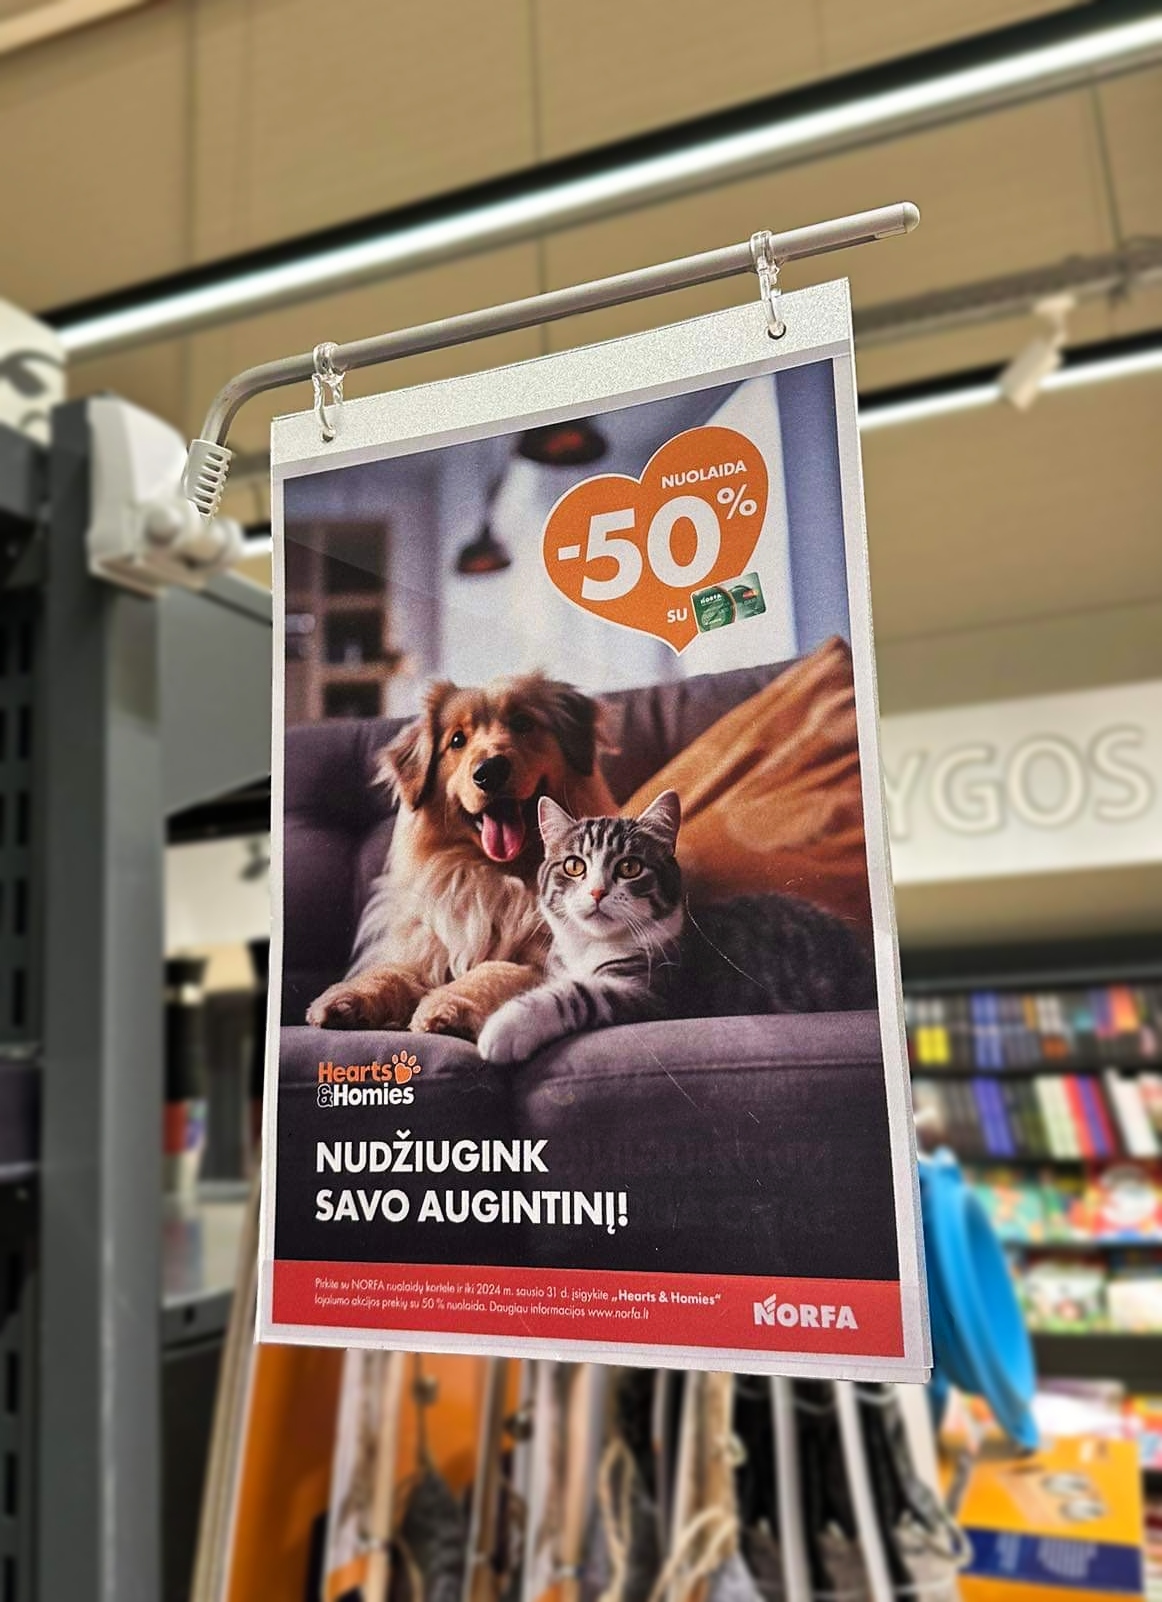 NUOLAIDA
-50%
SU
NORFA
YGOS
Hearts
&Homies
NUDŽIUGINK
SAVO AUGINTINĮ!
Pirkite su NORFA nuolaidų kortele ir iki 2024 m. sausio 31 d. įsigykite „Hearts & Homies“
lojalumo akcijos prekių su 50 % nuolaida. Daugiau informacijos www.norfa.lt
NORFA